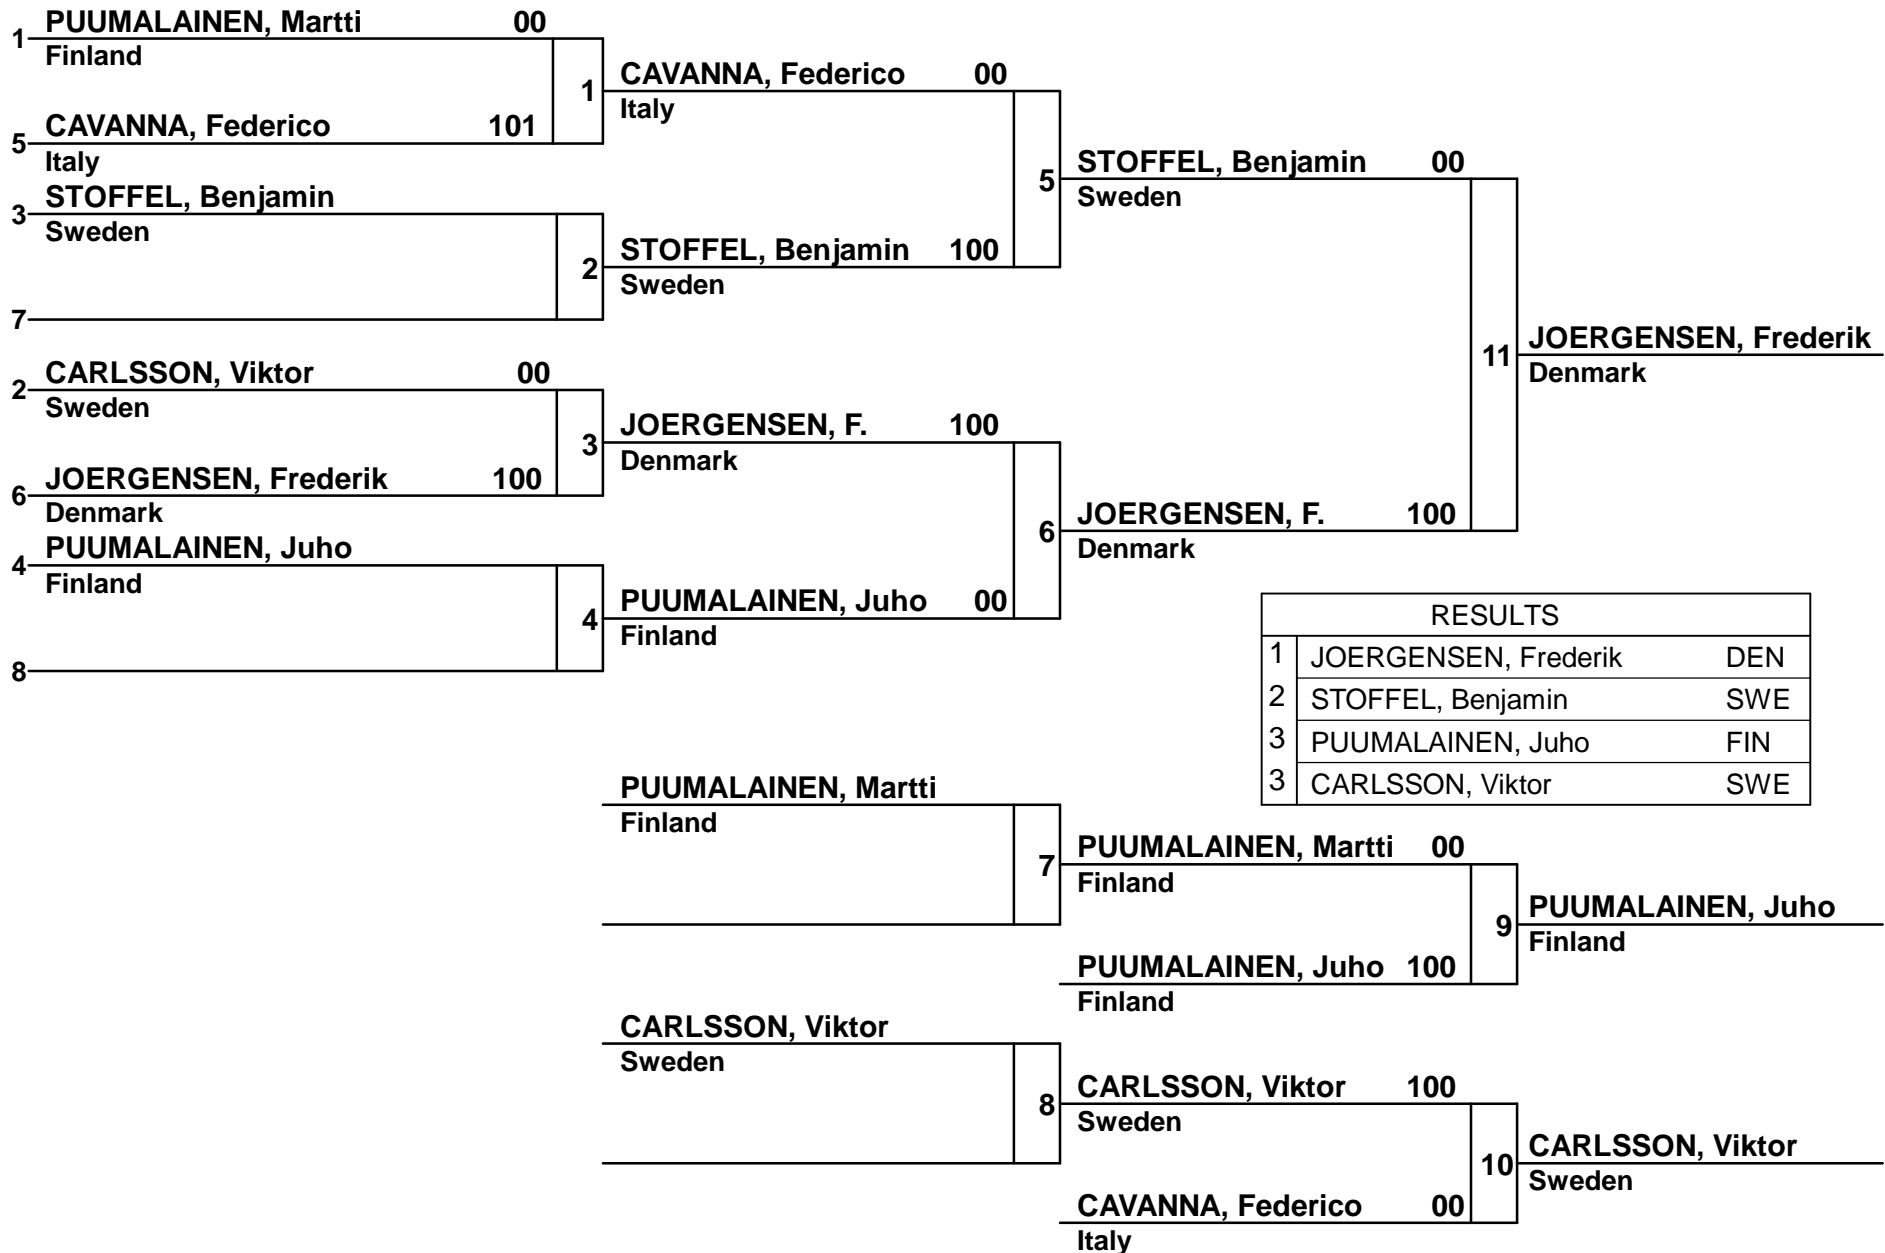 PUUMALAINEN, Martti 00
1
Finland
1
CAVANNA, Federico 101
5
Italy
STOFFEL, Benjamin
3
Sweden
2
7
CARLSSON, Viktor 00
2
Sweden
3
JOERGENSEN, Frederik 100
6
Denmark
PUUMALAINEN, Juho
4
Finland
4
8
CAVANNA, Federico 00
Italy
5
STOFFEL, Benjamin 100
Sweden
JOERGENSEN, F. 100
Denmark
6
PUUMALAINEN, Juho 00
Finland
STOFFEL, Benjamin 00
Sweden
11
JOERGENSEN, F. 100
Denmark
JOERGENSEN, Frederik
Denmark
RESULTS
1 JOERGENSEN, Frederik DEN
2 STOFFEL, Benjamin SWE
3 PUUMALAINEN, Juho FIN
3 CARLSSON, Viktor SWE
PUUMALAINEN, Martti
Finland
7
PUUMALAINEN, Martti 00
Finland
9
PUUMALAINEN, Juho 100
Finland
PUUMALAINEN, Juho
Finland
CARLSSON, Viktor
Sweden
8
CARLSSON, Viktor 100
Sweden
10
CAVANNA, Federico 00
Italy
CARLSSON, Viktor
Sweden